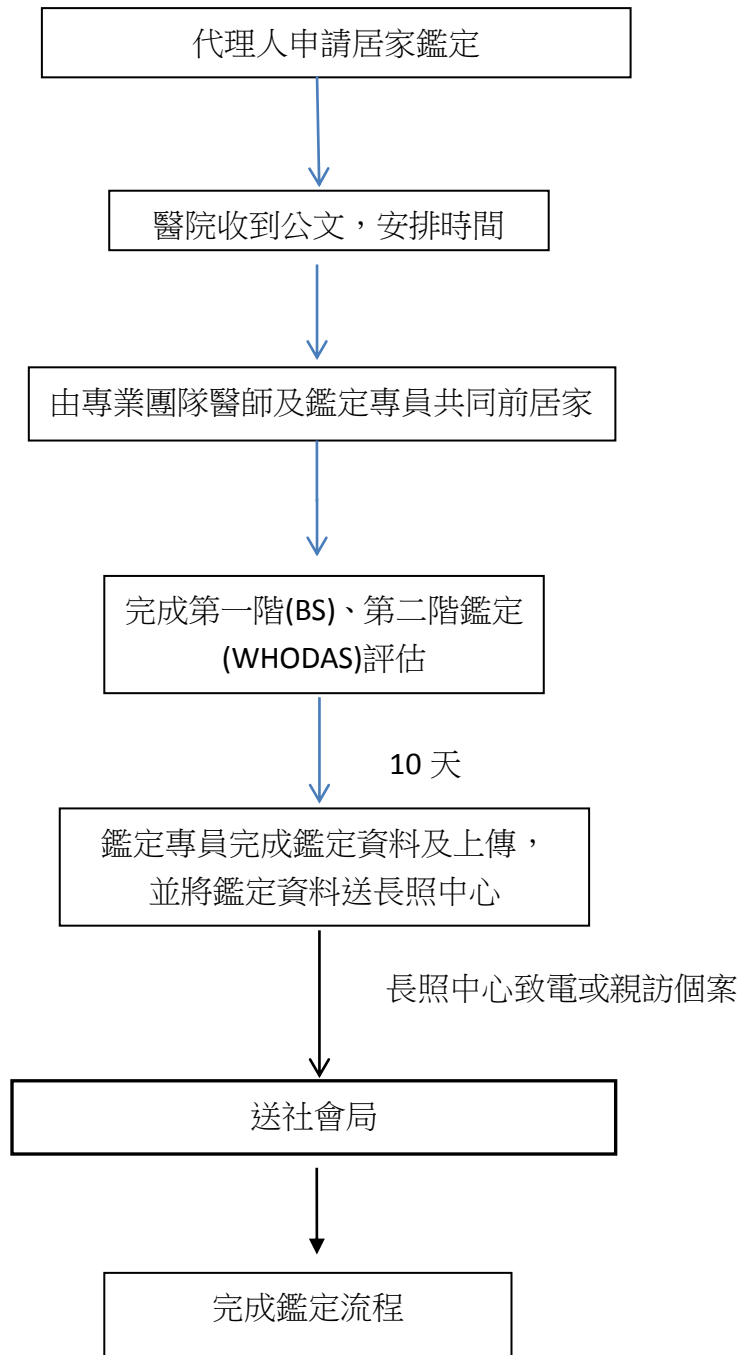 代理人申請居家鑑定
醫院收到公文，安排時間
由專業團隊醫師及鑑定專員共同前居家
完成第一階(BS)、第二階鑑定
(WHODAS)評估
10 天
鑑定專員完成鑑定資料及上傳，
並將鑑定資料送長照中心
長照中心致電或親訪個案
送社會局
完成鑑定流程